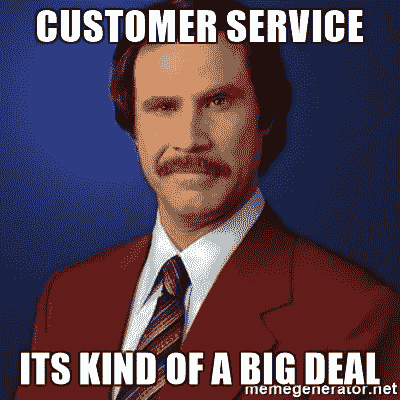 CUSTOMER SERVICE
ITS KIND OF A BIG DEAL
memegenerator.net